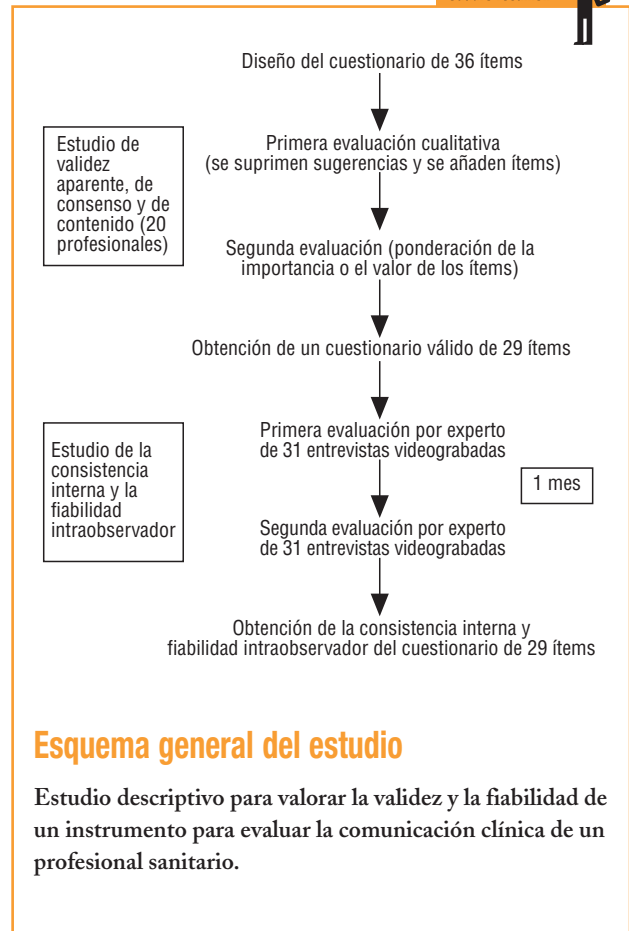 Diseño del cuestionario de 36 ítems
Estudio de
validez
aparente, de
consenso y de
contenido (20
profesionales)
Primera evaluación cualitativa
(se suprimen sugerencias y se añaden ítems)
Segunda evaluación (ponderación de la
importancia o el valor de los ítems)
Obtención de un cuestionario válido de 29 ítems
Estudio de la
consistencia
interna y la
fiabilidad
intraobservador
Primera evaluación por experto
de 31 entrevistas videograbadas
1 mes
Segunda evaluación por experto
de 31 entrevistas videograbadas
Obtención de la consistencia interna y
fiabilidad intraobservador del cuestionario de 29 ítems
Esquema general del estudio
Estudio descriptivo para valorar la validez y la fiabilidad de
un instrumento para evaluar la comunicación clínica de un
profesional sanitario.